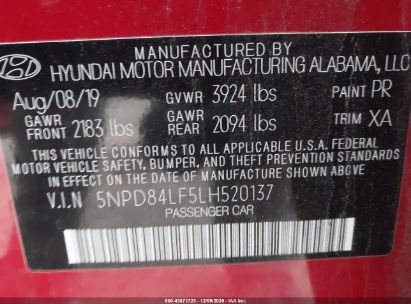 MANUFACTURED BY
HYUNDAI MOTOR MANUFACTURING ALABAMA, LLC
Aug/08/19 GVWR 3924 lbs PAINT PR
GAWR FRONT 2183 lbs GAWR REAR 2094 lbs TRIM XA
THIS VEHICLE CONFORMS TO ALL APPLICABLE U.S.A. FEDERAL
MOTOR VEHICLE SAFETY, BUMPER, AND THEFT PREVENTION
STANDARDS IN EFFECT ON THE DATE OF
MANUFACTURE SHOWN ABOVE.
V.I.N 5NPD84LF5LH520137
PASSENGER CAR